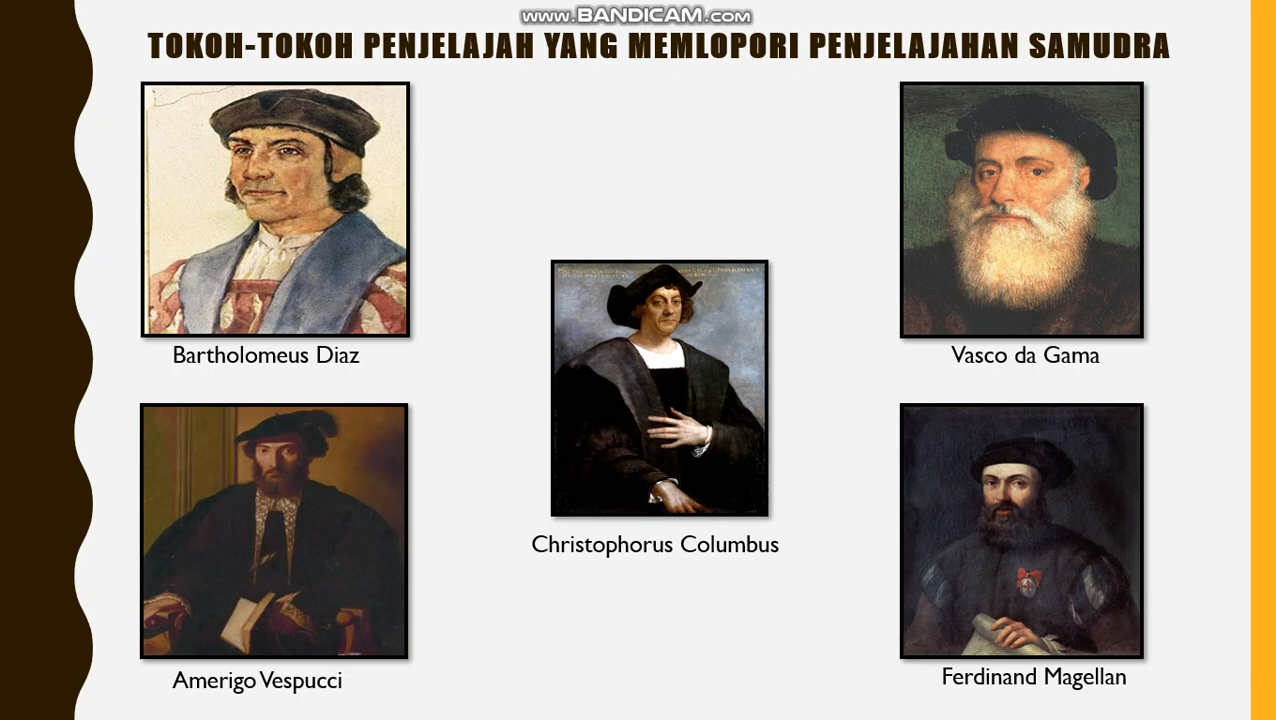 www.BANDICAM.com
TOKOH-TOKOH PENJELAJAH YANG MEMLOPORI PENJELAJAHAN SAMUDRA
Bartholomeus Diaz
Vasco da Gama
Christophorus Columbus
Amerigo Vespucci
Ferdinand Magellan